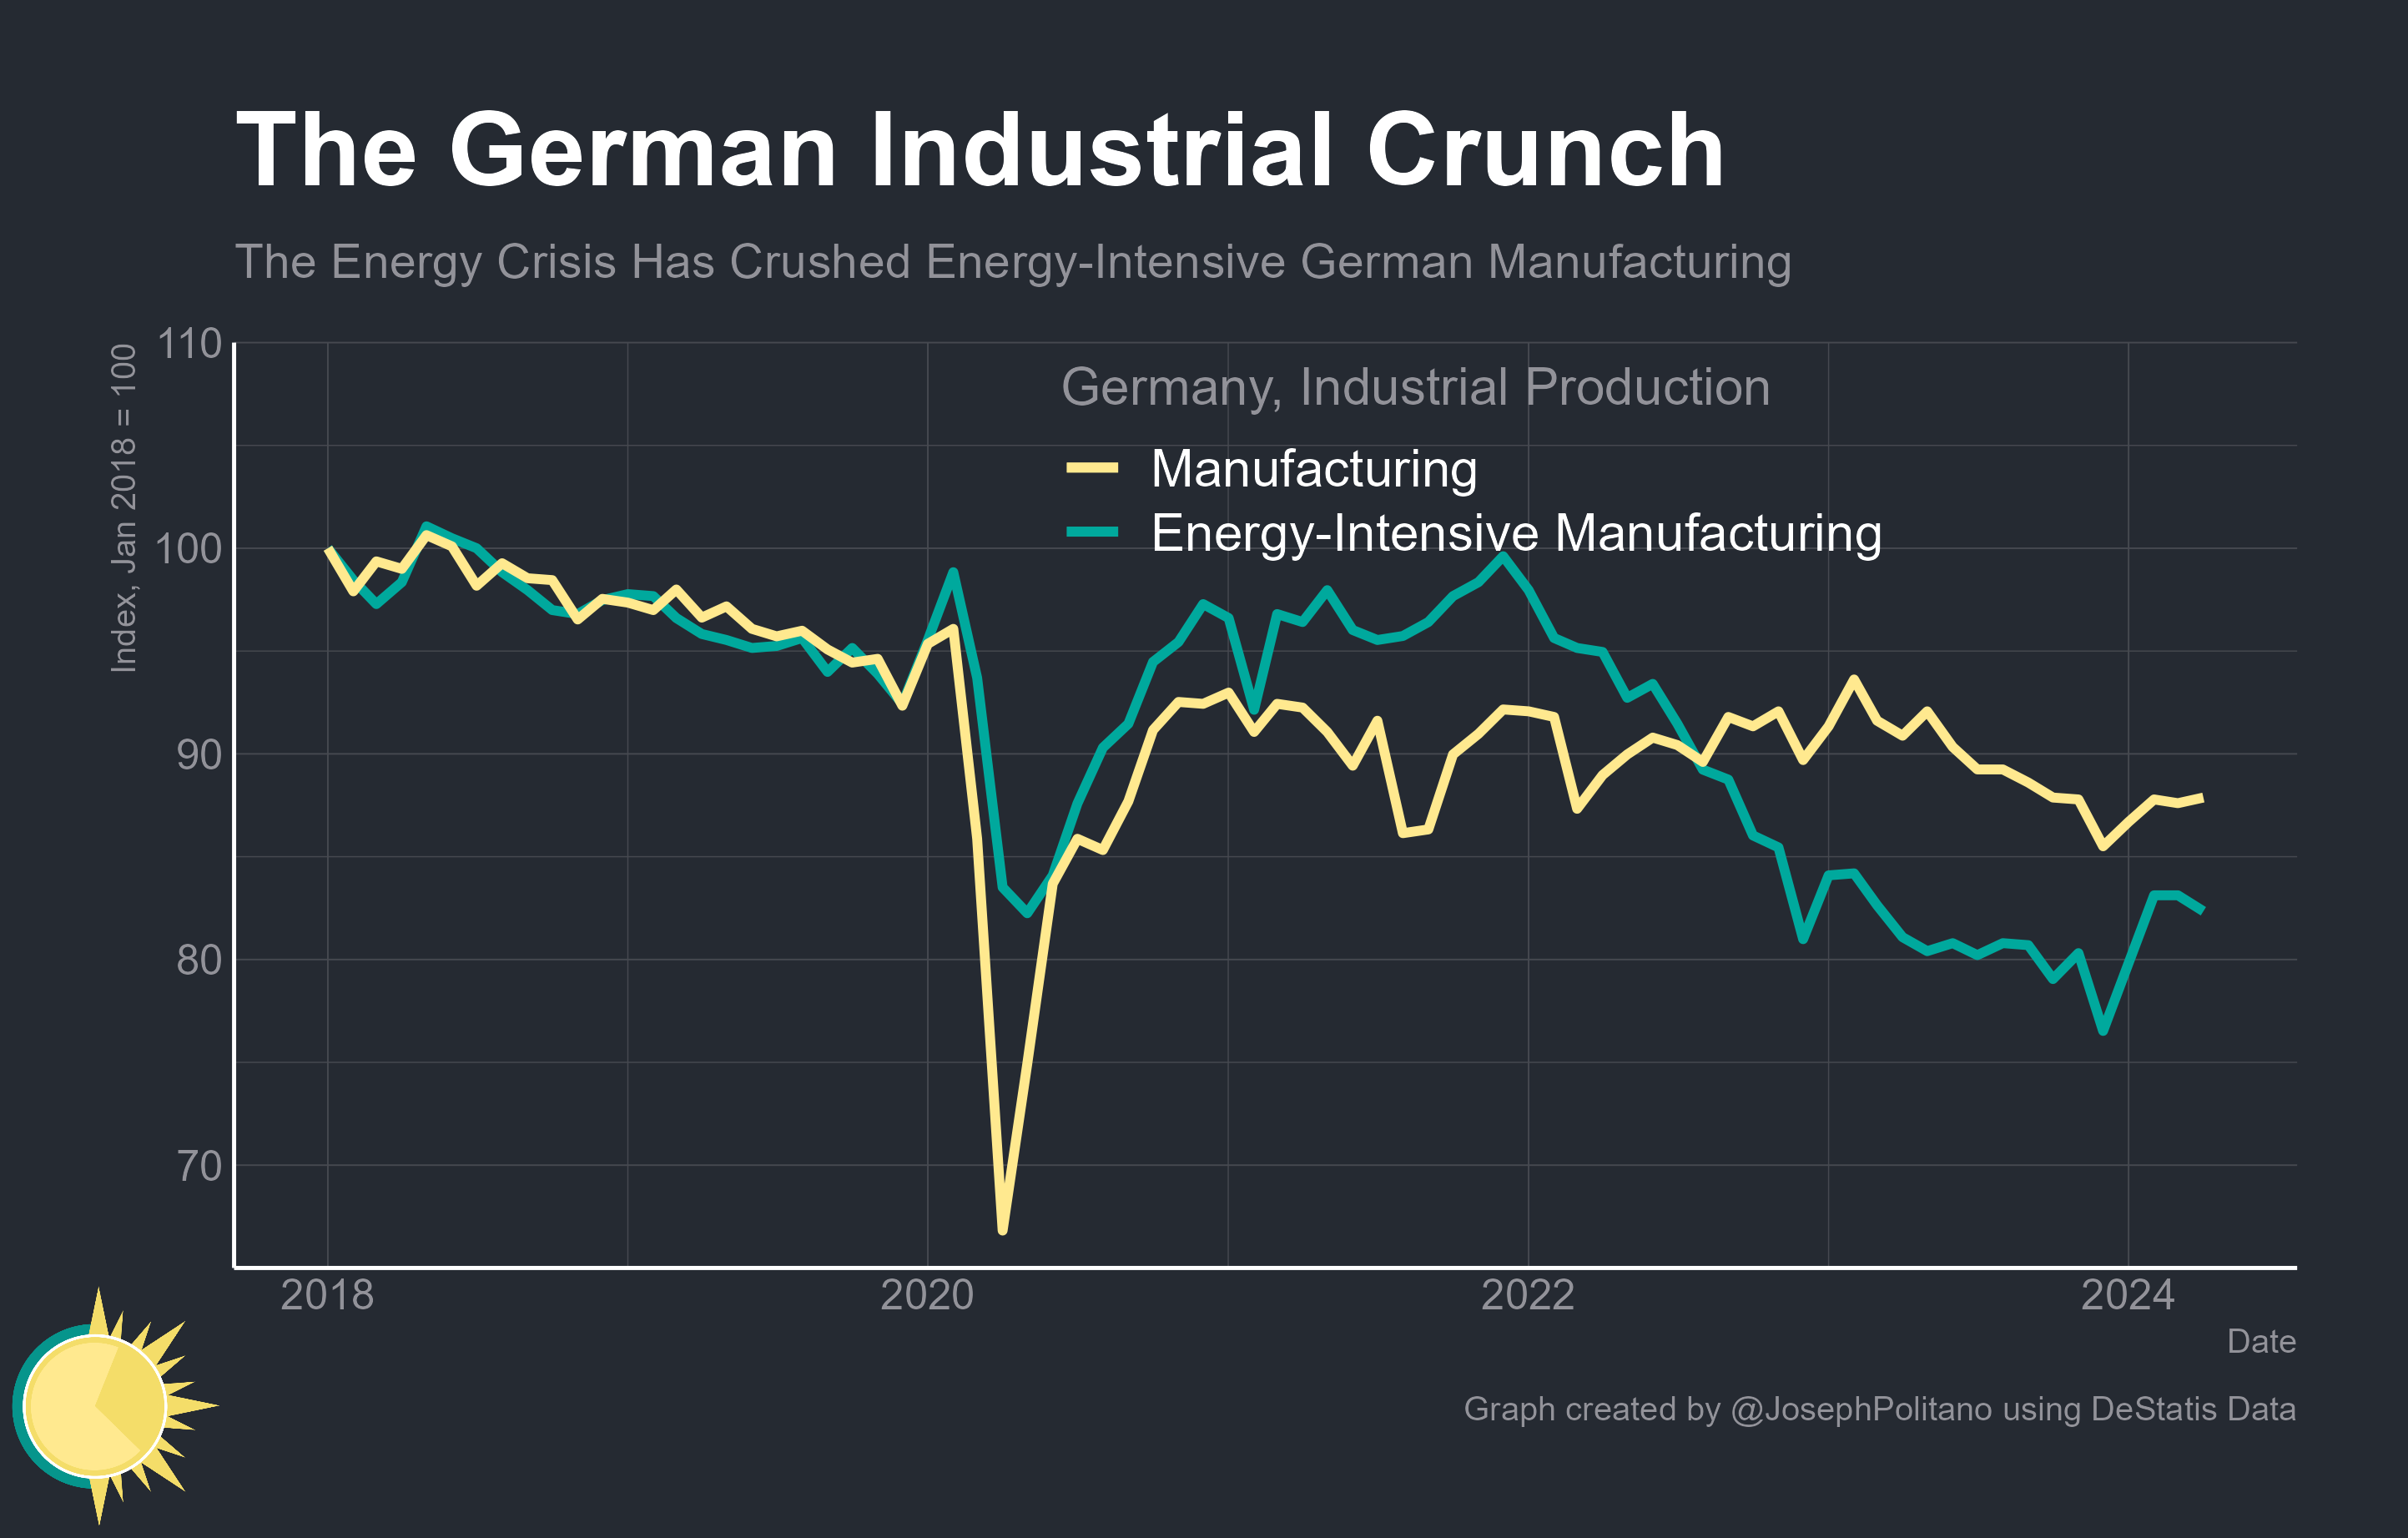 The German Industrial Crunch
The Energy Crisis Has Crushed Energy-Intensive German Manufacturing
Index, Jan 2018 = 100
110
100
90
80
70
Germany, Industrial Production
Manufacturing
Energy-Intensive Manufacturing
2018
2020
2022
2024
Date
Graph created by @JosephPolitano using DeStatis Data